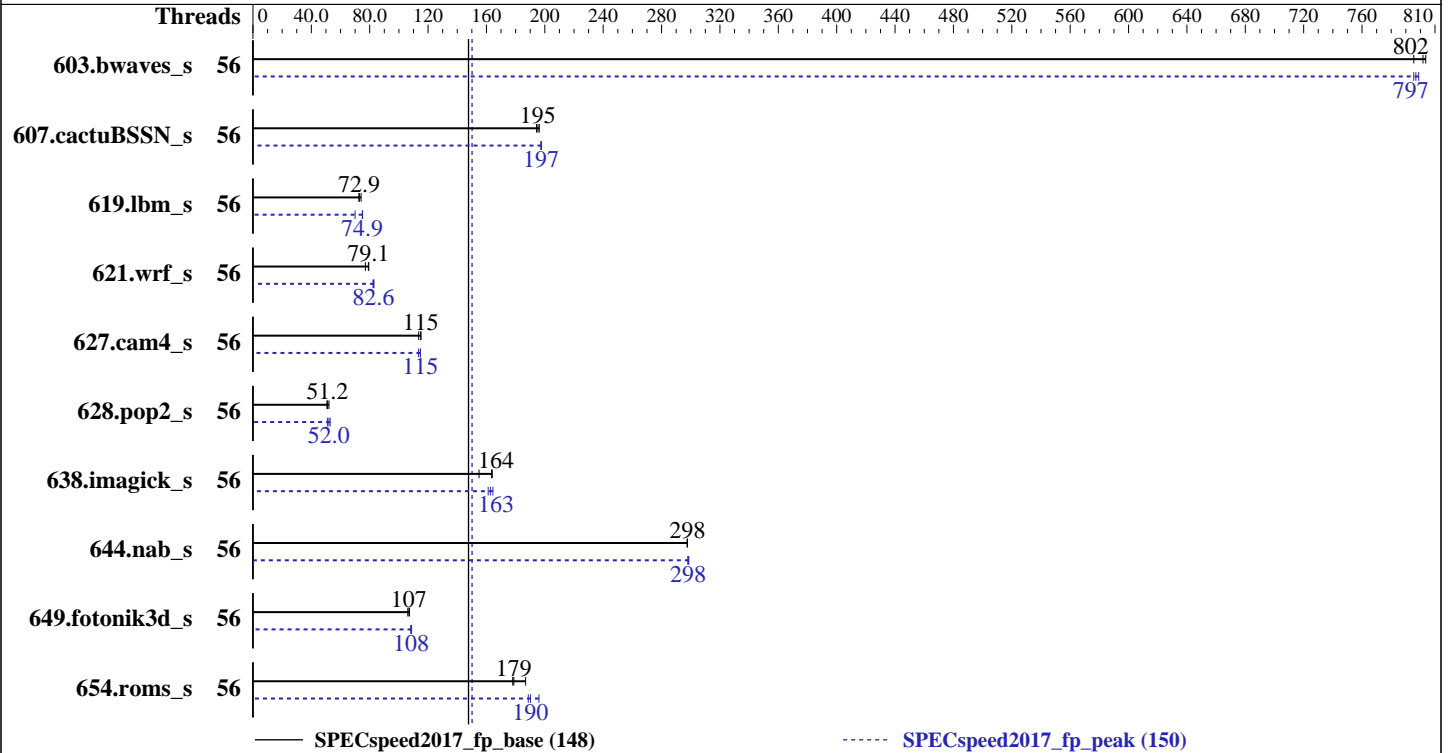 Threads 0 40.0 80.0 120 160 200 240 280 320 360 400 440 480 520 560 600 640 680 720 760 810
802
603.bwaves_s 56
797
195
607.cactuBSSN_s 56
197
72.9
619.lbm_s 56
74.9
79.1
621.wrf_s 56
82.6
115
627.cam4_s 56
115
51.2
628.pop2_s 56
52.0
164
638.imagick_s 56
163
298
644.nab_s 56
298
107
649.fotonik3d_s 56
108
179
654.roms_s 56
190
SPECspeed2017_fp_base (148) SPECspeed2017_fp_peak (150)